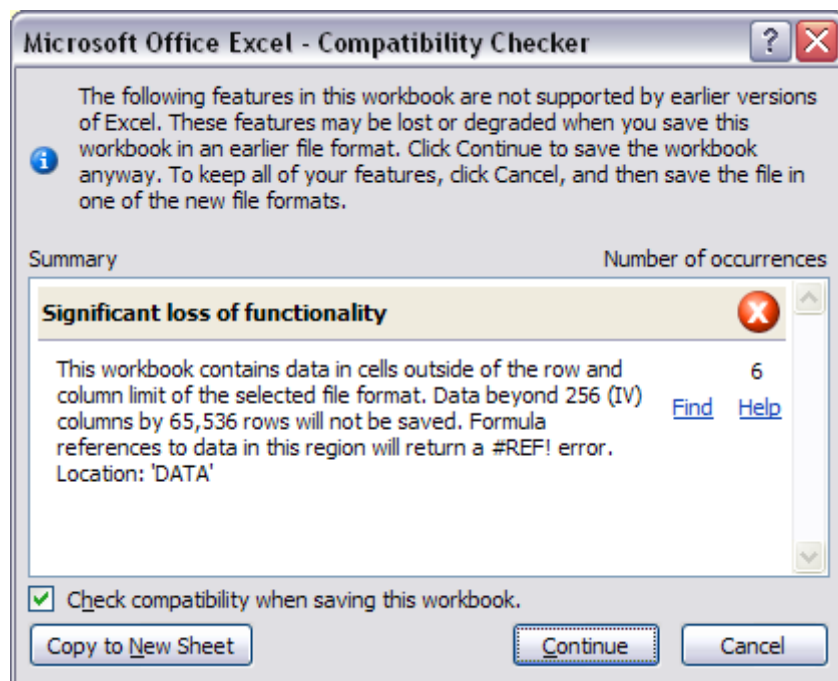 Microsoft Office Excel - Compatibility Checker
The following features in this workbook are not supported by earlier versions
of Excel. These features may be lost or degraded when you save this
workbook in an earlier file format. Click Continue to save the workbook
anyway. To keep all of your features, click Cancel, and then save the file in
one of the new file formats.
Summary Number of occurrences
Significant loss of functionality
This workbook contains data in cells outside of the row and 6
column limit of the selected file format. Data beyond 256 (IV)
columns by 65,536 rows will not be saved. Formula Find Help
references to data in this region will return a #REF! error.
Location: 'DATA'
Check compatibility when saving this workbook.
Copy to New Sheet Continue Cancel